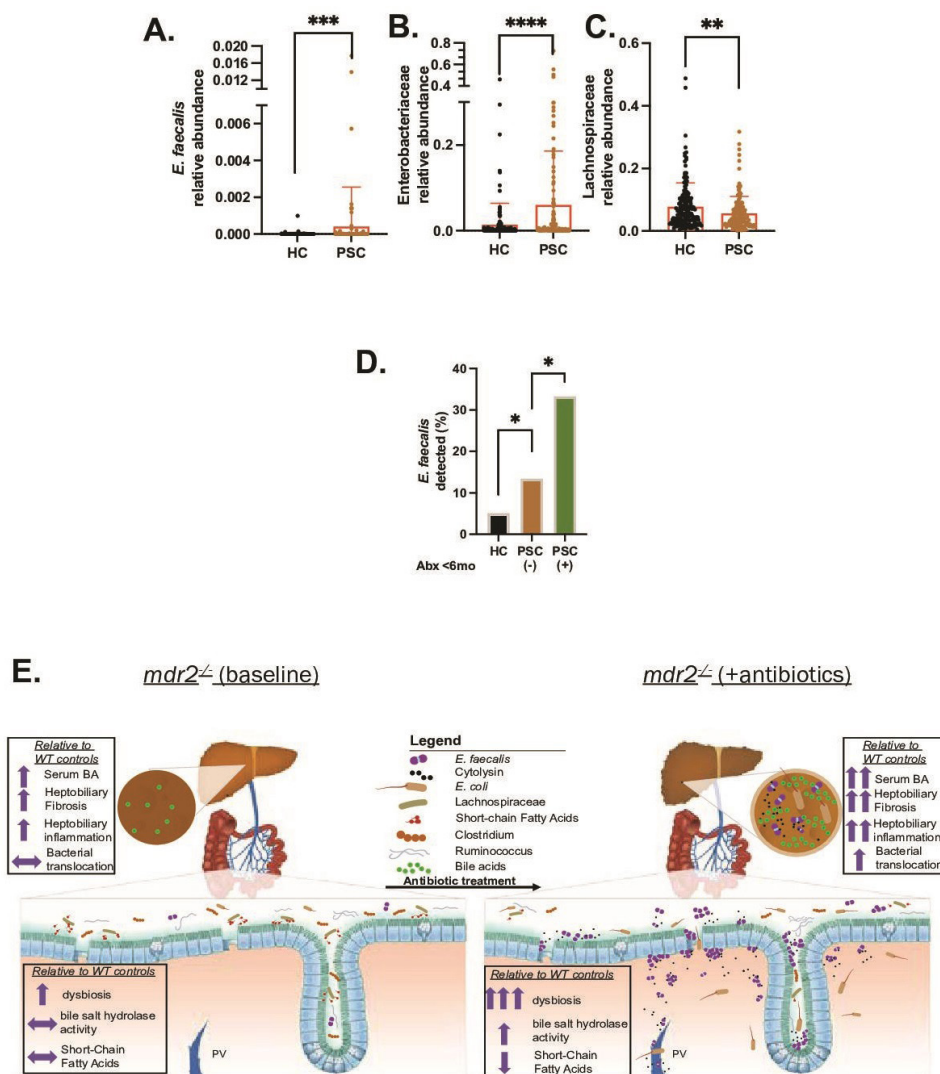 A.
***
0.020
0.016
0.012
0.006
0.004
0.002
0.000
E. faecalis
relative abundance
HC PSC
B.
****
0.8
0.6
0.4
0.2
0.0
Enterobacteriaceae
relative abundance
HC PSC
C.
**
0.6
0.4
0.2
0.0
Lachnospiraceae
relative abundance
HC PSC
D.
*
*
40
30
20
10
0
E. faecalis
detected (%)
HC PSC PSC
Abx <6mo (-) (+)
E.
mdr2-/- (baseline)
mdr2-/- (+antibiotics)
Relative to
WT controls
Serum BA
Heptobiliary
Fibrosis
Heptobiliary
inflammation
Bacterial
translocation
Legend
E. faecalis
Cytolysin
E. coli
Lachnospiraceae
Short-chain Fatty Acids
Clostridium
Ruminococcus
Bile acids
Antibiotic treatment
Relative to
WT controls
Serum BA
Heptobiliary
Fibrosis
Heptobiliary
inflammation
Bacterial
translocation
Relative to WT controls
dysbiosis
bile salt hydrolase
activity
Short-Chain
Fatty Acids
PV
Relative to WT controls
dysbiosis
bile salt hydrolase
activity
Short-Chain
Fatty Acids
PV